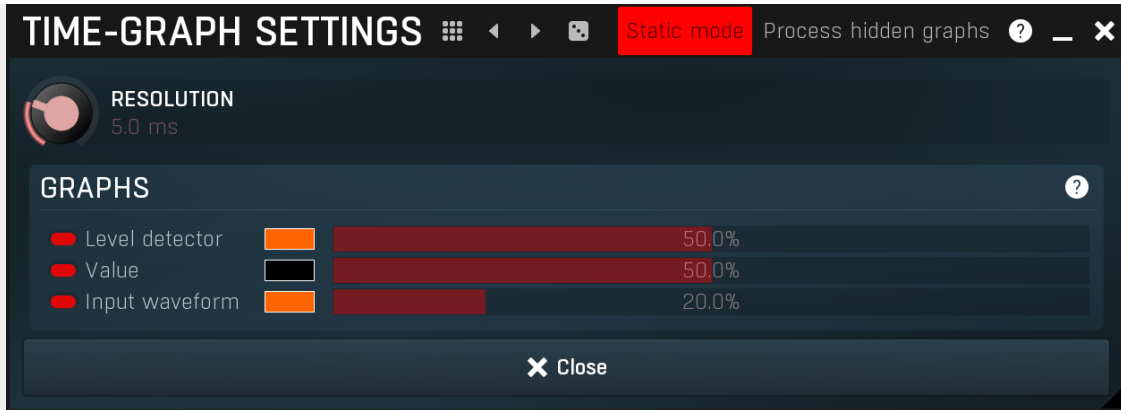 TIME-GRAPH SETTINGS Static mode Process hidden graphs ?
RESOLUTION
5.0 ms
GRAPHS ?
Level detector 50.0%
Value 50.0%
Input waveform 20.0%
Close